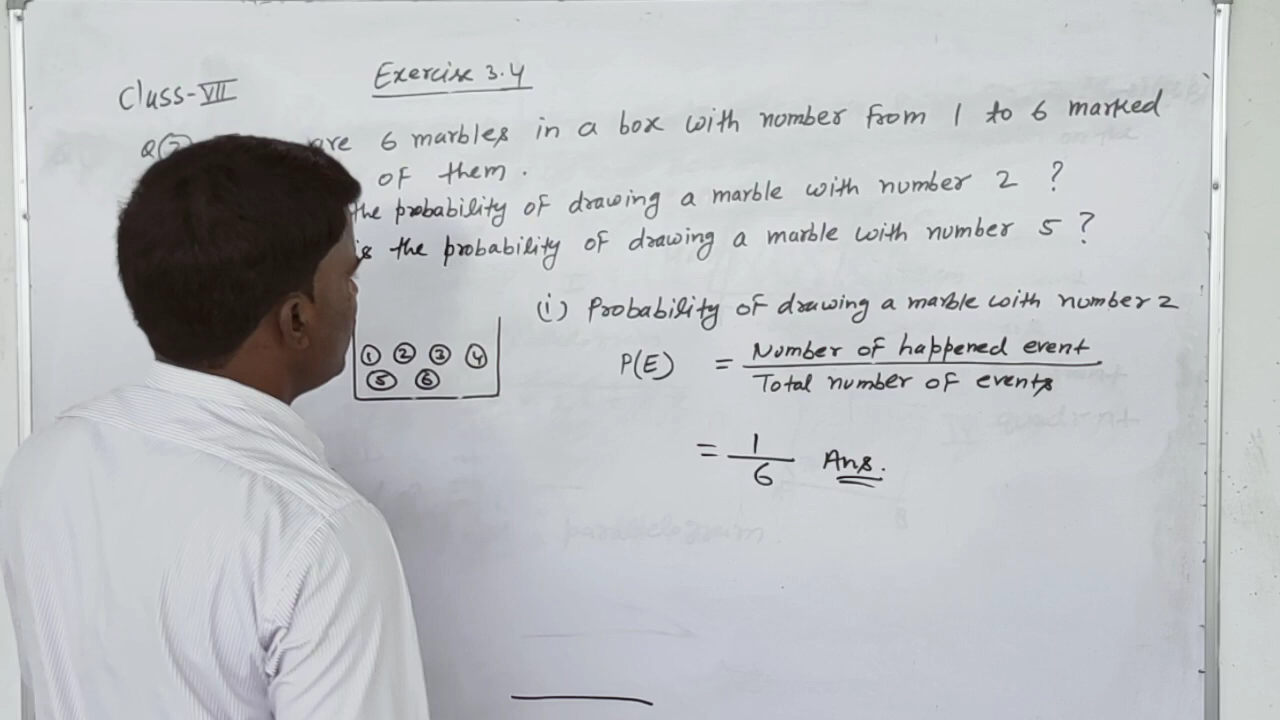 Class-VII
Exercise 3.4
are 6 marbles in a box with number from 1 to 6 marked
of them.
the probability of drawing a marble with number 2 ?
is the probability of drawing a marble with number 5 ?
(i) Probability of drawing a marble with number 2
1 2 3 4
5 6
P(E) = Number of happened event
Total number of events
= 1
6 Ans.